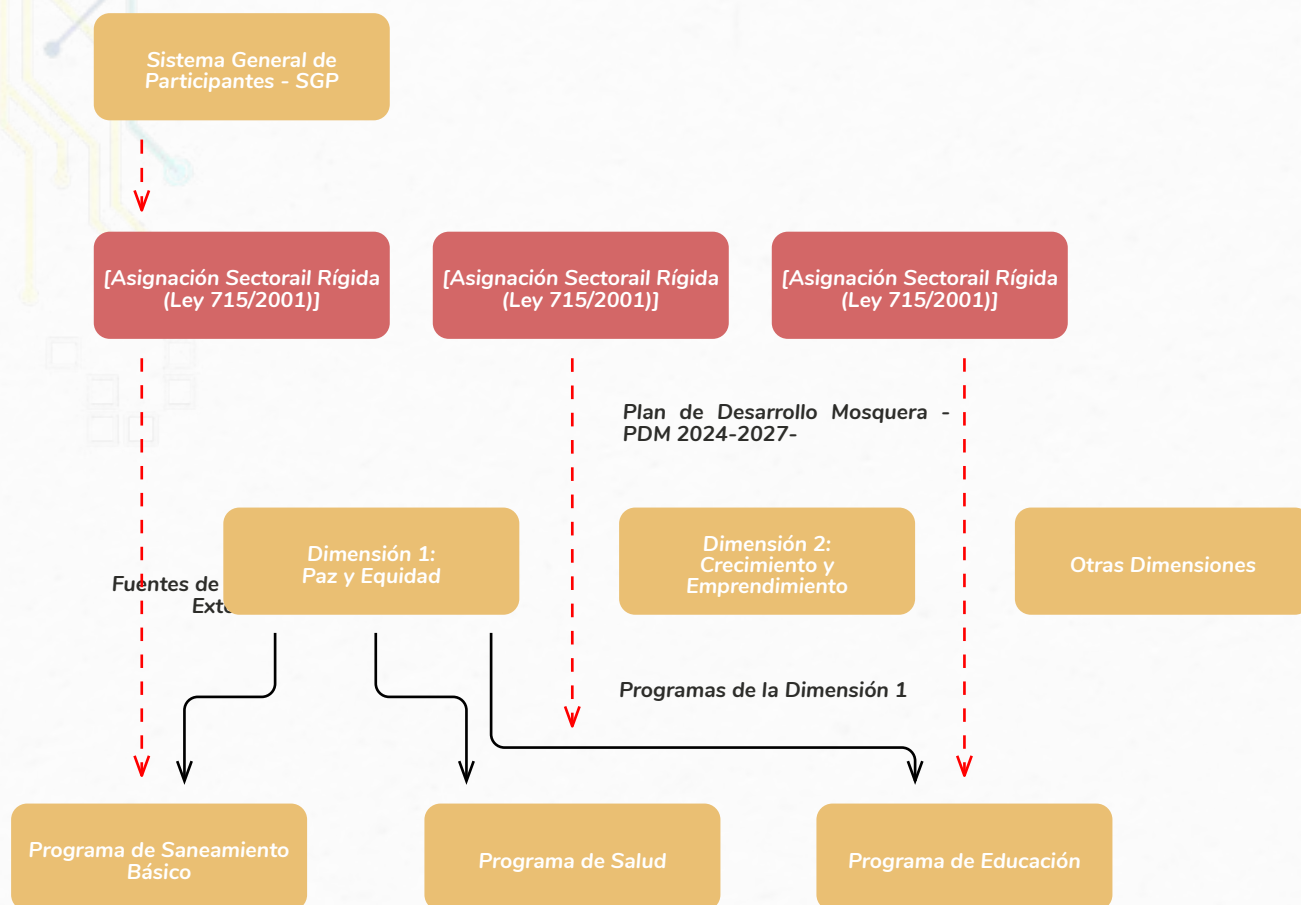 Sistema General de
Participantes - SGP
[Asignación Sectorail Rígida
(Ley 715/2001)]
[Asignación Sectorail Rígida
(Ley 715/2001)]
[Asignación Sectorail Rígida
(Ley 715/2001)]
Plan de Desarrollo Mosquera -
PDM 2024-2027-
Dimensión 1:
Paz y Equidad
Dimensión 2:
Crecimiento y
Emprendimiento
Otras Dimensiones
Fuentes de
Programas de la Dimensión 1
Programa de Saneamiento
Básico
Programa de Salud
Programa de Educación